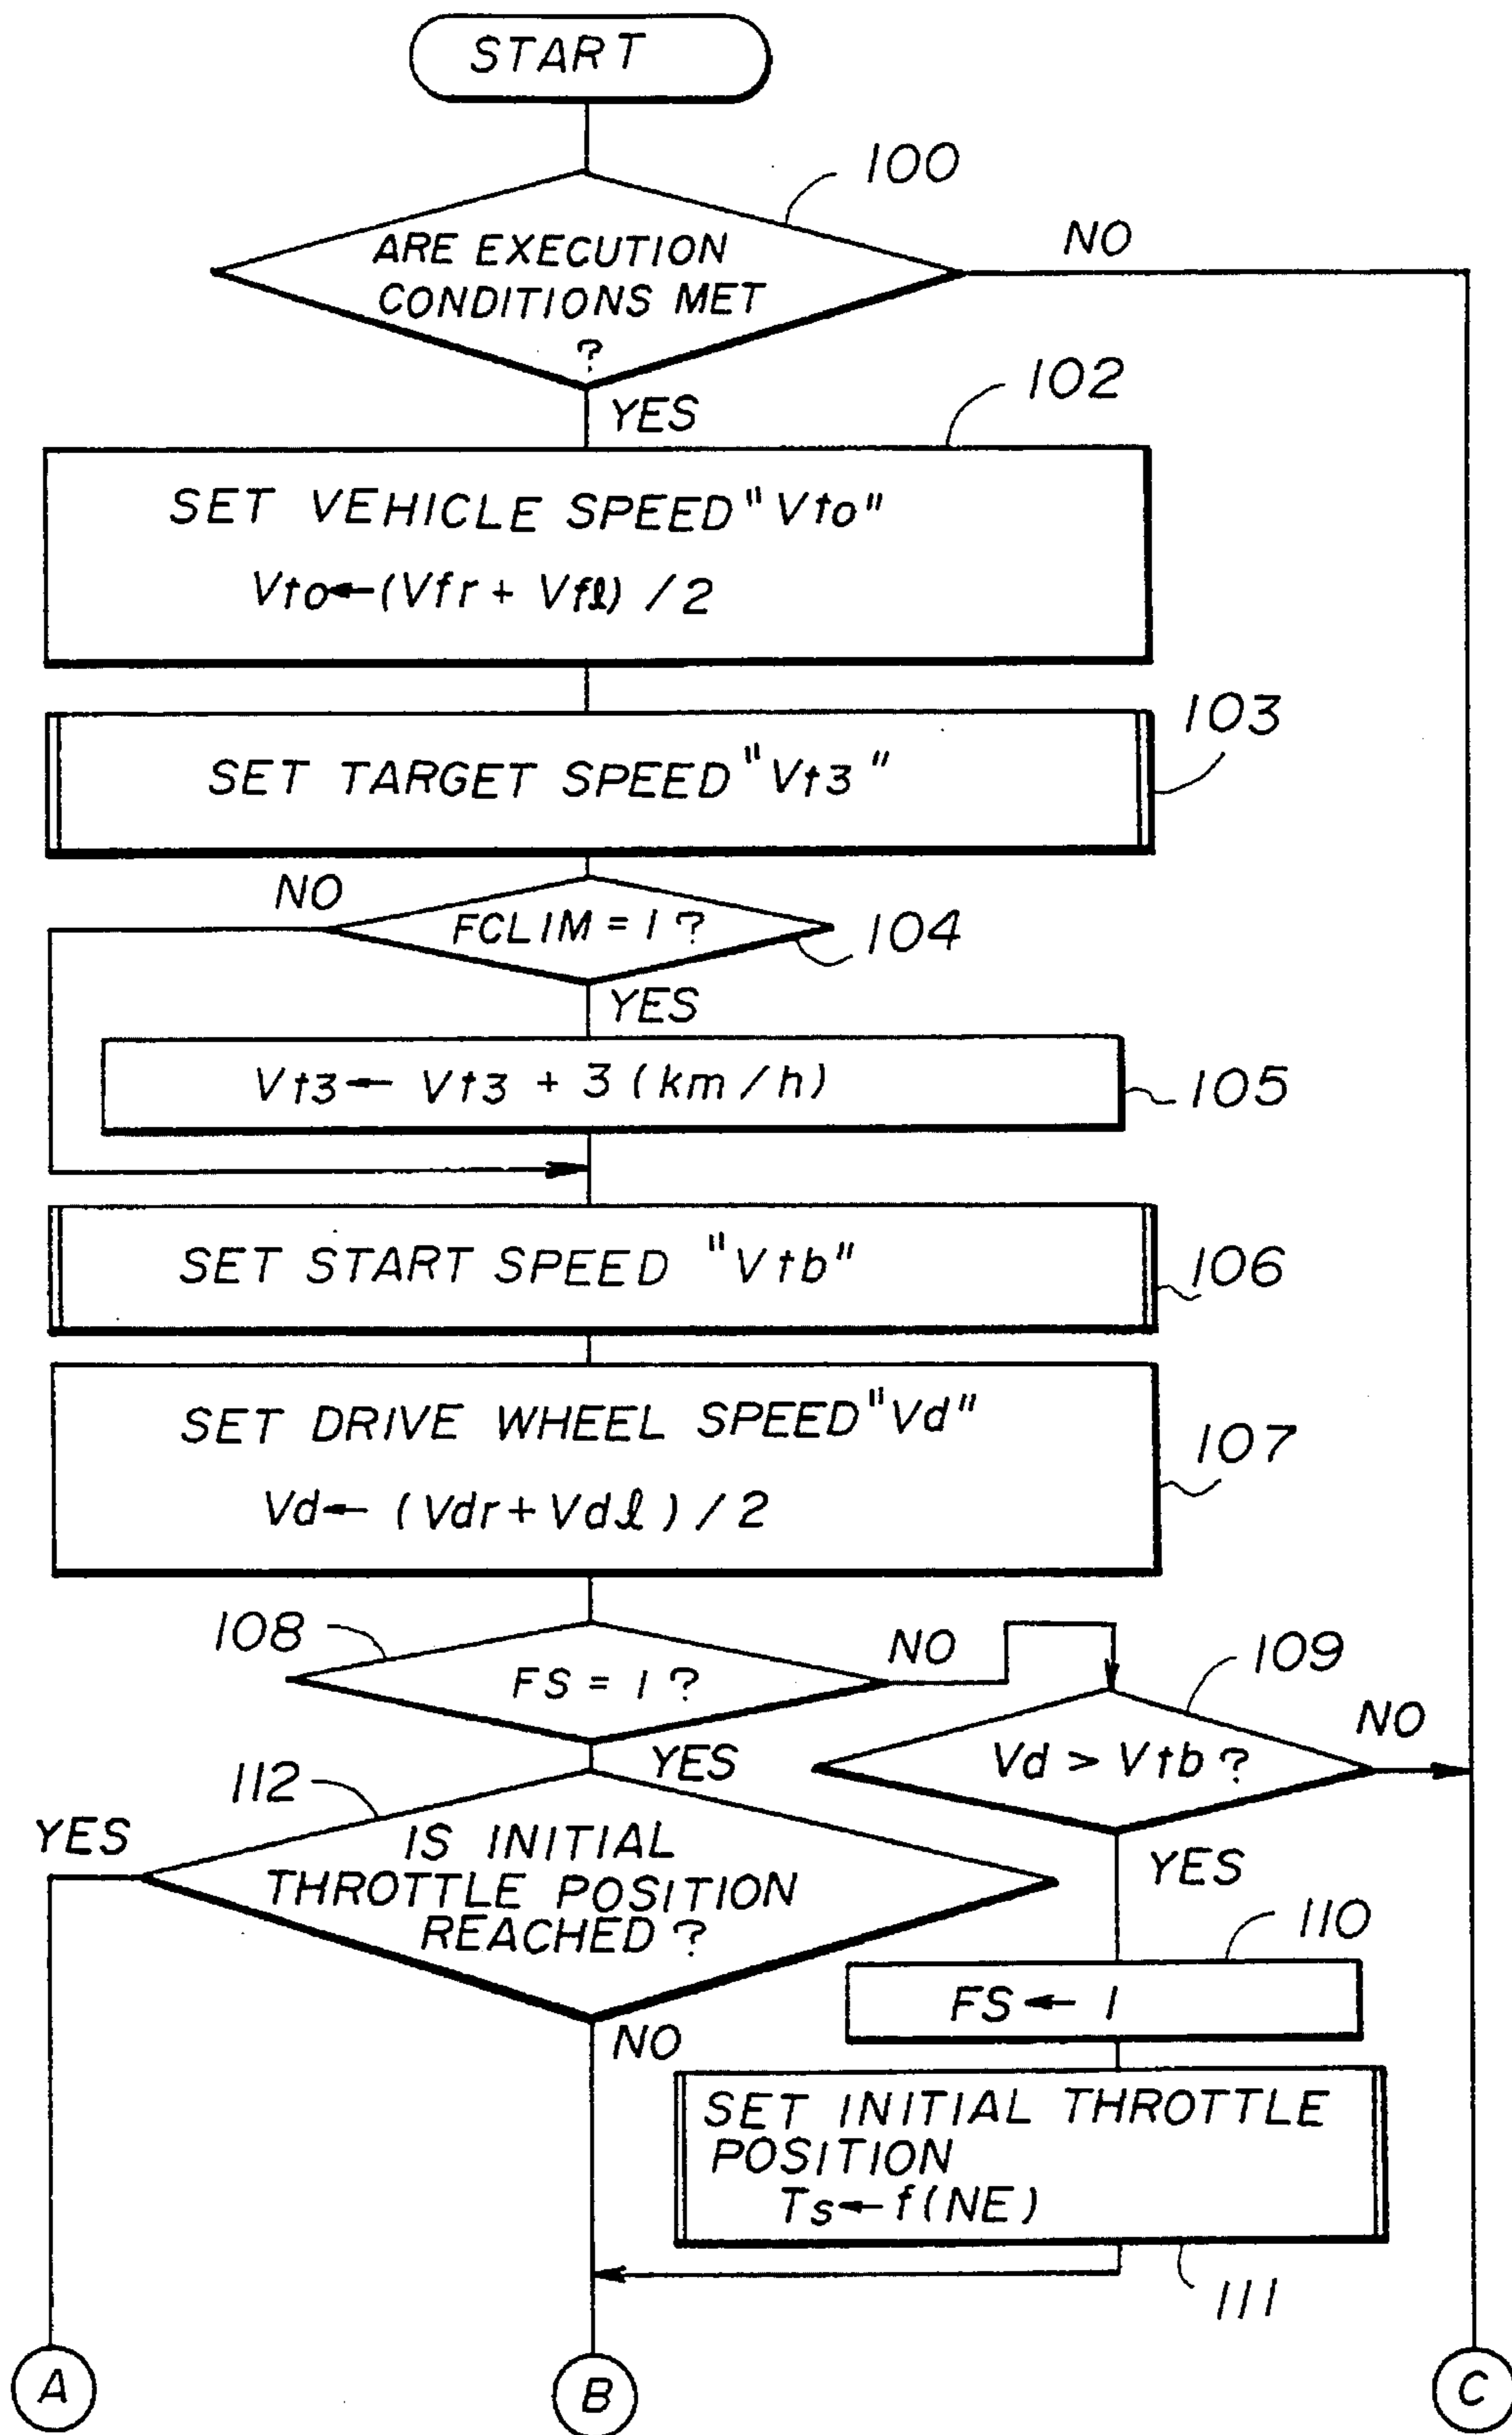 START
100
ARE EXECUTION
CONDITIONS MET
?
NO
YES
102
SET VEHICLE SPEED "Vto"
Vto←(Vfr + Vfl) /2
103
SET TARGET SPEED "Vt3"
NO
FCLIM = 1 ?
104
YES
Vt3← Vt3 + 3 (km/h)
105
SET START SPEED "Vtb"
106
SET DRIVE WHEEL SPEED "Vd"
107
Vd← (Vdr + Vdl) / 2
108
FS = 1 ?
NO
109
YES
Vd > Vtb ?
NO
112
YES
IS INITIAL
THROTTLE POSITION
REACHED ?
YES
110
FS ← 1
NO
SET INITIAL THROTTLE
POSITION
Ts←f(NE)
111
A
B
C